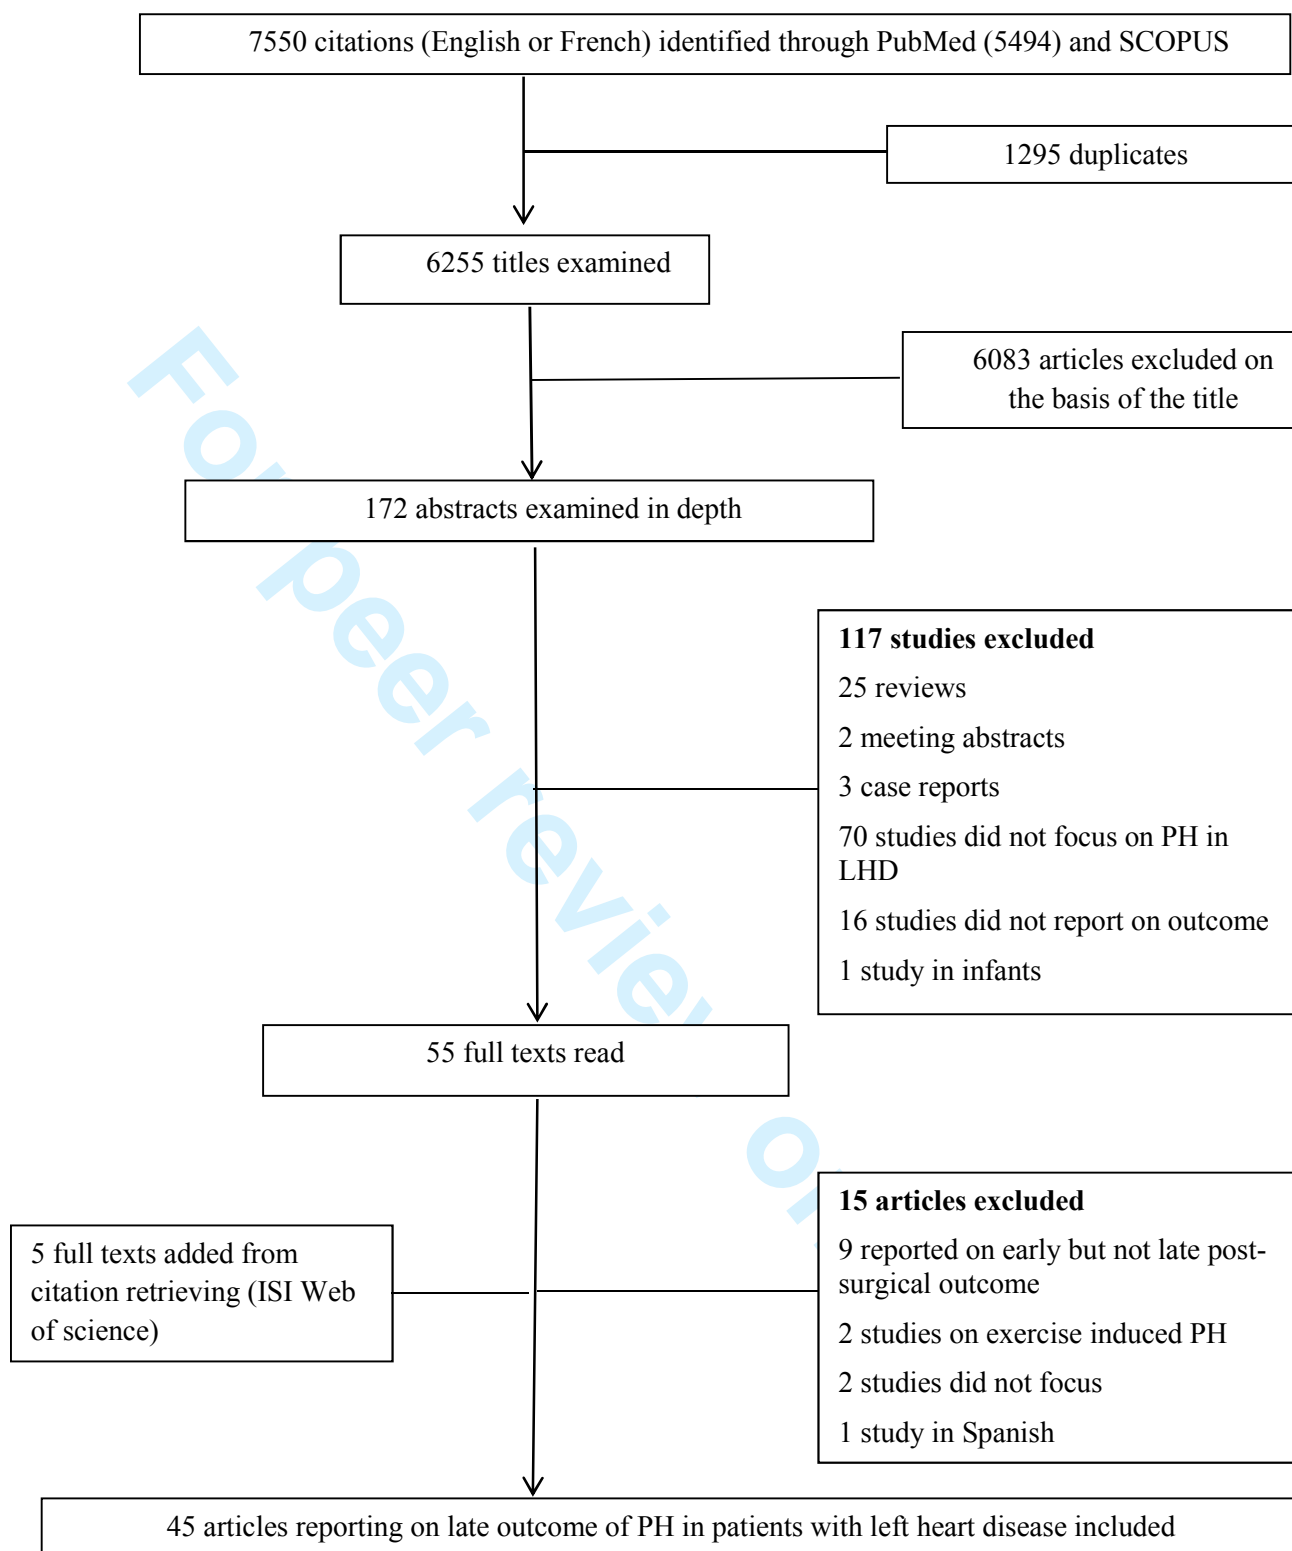 7550 citations (English or French) identified through PubMed (5494) and SCOPUS
1295 duplicates
6255 titles examined
6083 articles excluded on
the basis of the title
172 abstracts examined in depth
117 studies excluded
25 reviews
2 meeting abstracts
3 case reports
70 studies did not focus on PH in
LHD
16 studies did not report on outcome
1 study in infants
55 full texts read
15 articles excluded
9 reported on early but not late post-
surgical outcome
2 studies on exercise induced PH
2 studies did not focus
1 study in Spanish
5 full texts added from
citation retrieving (ISI Web
of science)
45 articles reporting on late outcome of PH in patients with left heart disease included
For peer review